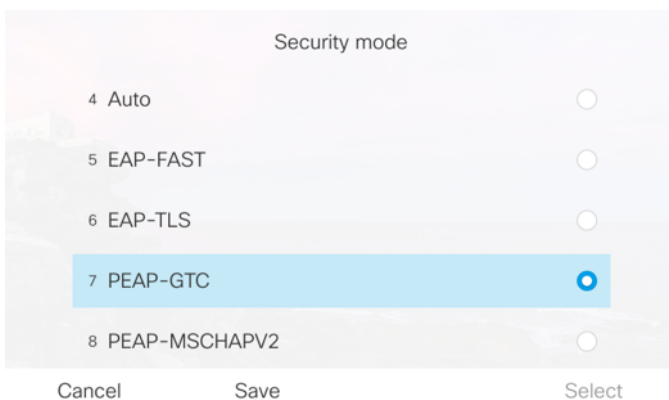 Security mode
4 Auto
5 EAP-FAST
6 EAP-TLS
7 PEAP-GTC
8 PEAP-MSCHAPV2
Cancel Save Select